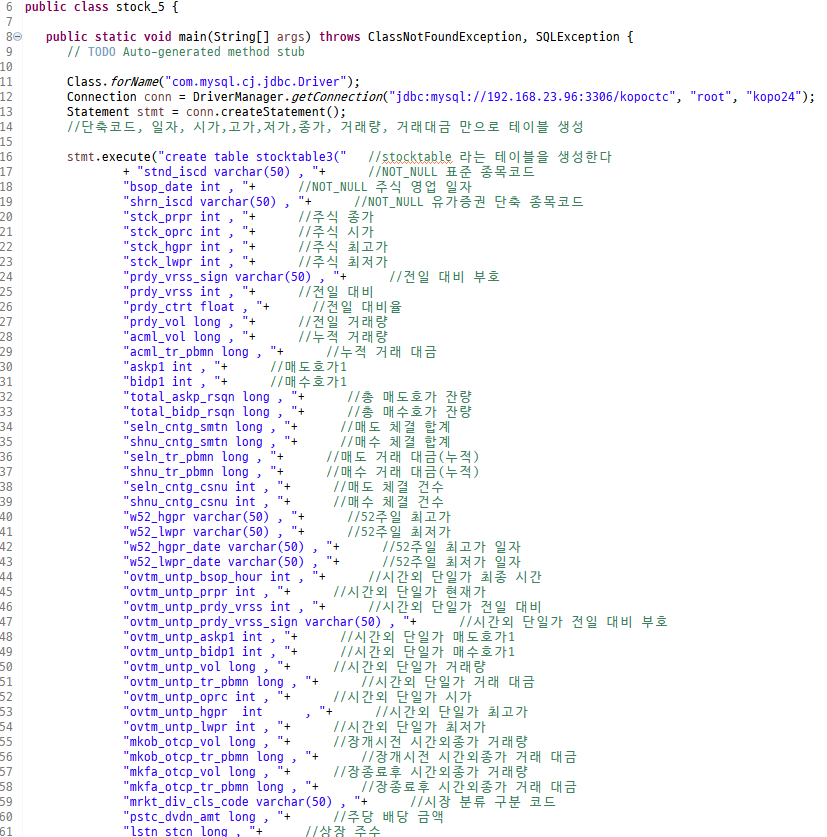 6 public class stock_5 {
7
8 public static void main(String[] args) throws ClassNotFoundException, SQLException {
9 // TODO Auto-generated method stub
10
11 Class.forName("com.mysql.cj.jdbc.Driver");
12 Connection conn = DriverManager.getConnection("jdbc:mysql://192.168.23.96:3306/kopoctc", "root", "kopo24");
13 Statement stmt = conn.createStatement();
14 //단축코드, 일자, 시가,고가,저가,종가, 거래량, 거래대금 만으로 테이블 생성
15
16 stmt.execute("create table stocktable3(" //stocktable 라는 테이블을 생성한다
17 + "stnd_iscd varchar(50) , "+ //NOT_NULL 표준 종목코드
18 "bsop_date int , "+ //NOT_NULL 주식 영업 일자
19 "shrn_iscd varchar(50) , "+ //NOT_NULL 유가증권 단축 종목코드
20 "stck_prpr int , "+ //주식 종가
21 "stck_oprc int , "+ //주식 시가
22 "stck_hgpr int , "+ //주식 최고가
23 "stck_lwpr int , "+ //주식 최저가
24 "prdy_vrss_sign varchar(50) , "+ //전일 대비 부호
25 "prdy_vrss int , "+ //전일 대비
26 "prdy_ctrt float , "+ //전일 대비율
27 "prdy_vol long , "+ //전일 거래량
28 "acml_vol long , "+ //누적 거래량
29 "acml_tr_pbmn long , "+ //누적 거래 대금
30 "askp1 int , "+ //매도호가1
31 "bidp1 int , "+ //매수호가1
32 "total_askp_rsqn long , "+ //총 매도호가 잔량
33 "total_bidp_rsqn long , "+ //총 매수호가 잔량
34 "seln_cntg_smtn long , "+ //매도 체결 합계
35 "shnu_cntg_smtn long , "+ //매수 체결 합계
36 "seln_tr_pbmn long , "+ //매도 거래 대금(누적)
37 "shnu_tr_pbmn long , "+ //매수 거래 대금(누적)
38 "seln_cntg_csnu int , "+ //매도 체결 건수
39 "shnu_cntg_csnu int , "+ //매수 체결 건수
40 "w52_hgpr varchar(50) , "+ //52주일 최고가
41 "w52_lwpr varchar(50) , "+ //52주일 최저가
42 "w52_hgpr_date varchar(50) , "+ //52주일 최고가 일자
43 "w52_lwpr_date varchar(50) , "+ //52주일 최저가 일자
44 "ovtm_untp_bsop_hour int , "+ //시간외 단일가 최종 시간
45 "ovtm_untp_prpr int , "+ //시간외 단일가 현재가
46 "ovtm_untp_prdy_vrss int , "+ //시간외 단일가 전일 대비
47 "ovtm_untp_prdy_vrss_sign varchar(50) , "+ //시간외 단일가 전일 대비 부호
48 "ovtm_untp_askp1 int , "+ //시간외 단일가 매도호가1
49 "ovtm_untp_bidp1 int , "+ //시간외 단일가 매수호가1
50 "ovtm_untp_vol long , "+ //시간외 단일가 거래량
51 "ovtm_untp_tr_pbmn long , "+ //시간외 단일가 거래 대금
52 "ovtm_untp_oprc int , "+ //시간외 단일가 시가
53 "ovtm_untp_hgpr int , "+ //시간외 단일가 최고가
54 "ovtm_untp_lwpr int , "+ //시간외 단일가 최저가
55 "mkob_otcp_vol long , "+ //장개시전 시간외종가 거래량
56 "mkob_otcp_tr_pbmn long , "+ //장개시전 시간외종가 거래 대금
57 "mkfa_otcp_vol long , "+ //장종료후 시간외종가 거래량
58 "mkfa_otcp_tr_pbmn long , "+ //장종료후 시간외종가 거래 대금
59 "mrkt_div_cls_code varchar(50) , "+ //시장 분류 구분 코드
60 "pstc_dvdn_amt long , "+ //주당 배당 금액
61 "lstn_stcn long , "+ //상장 주수